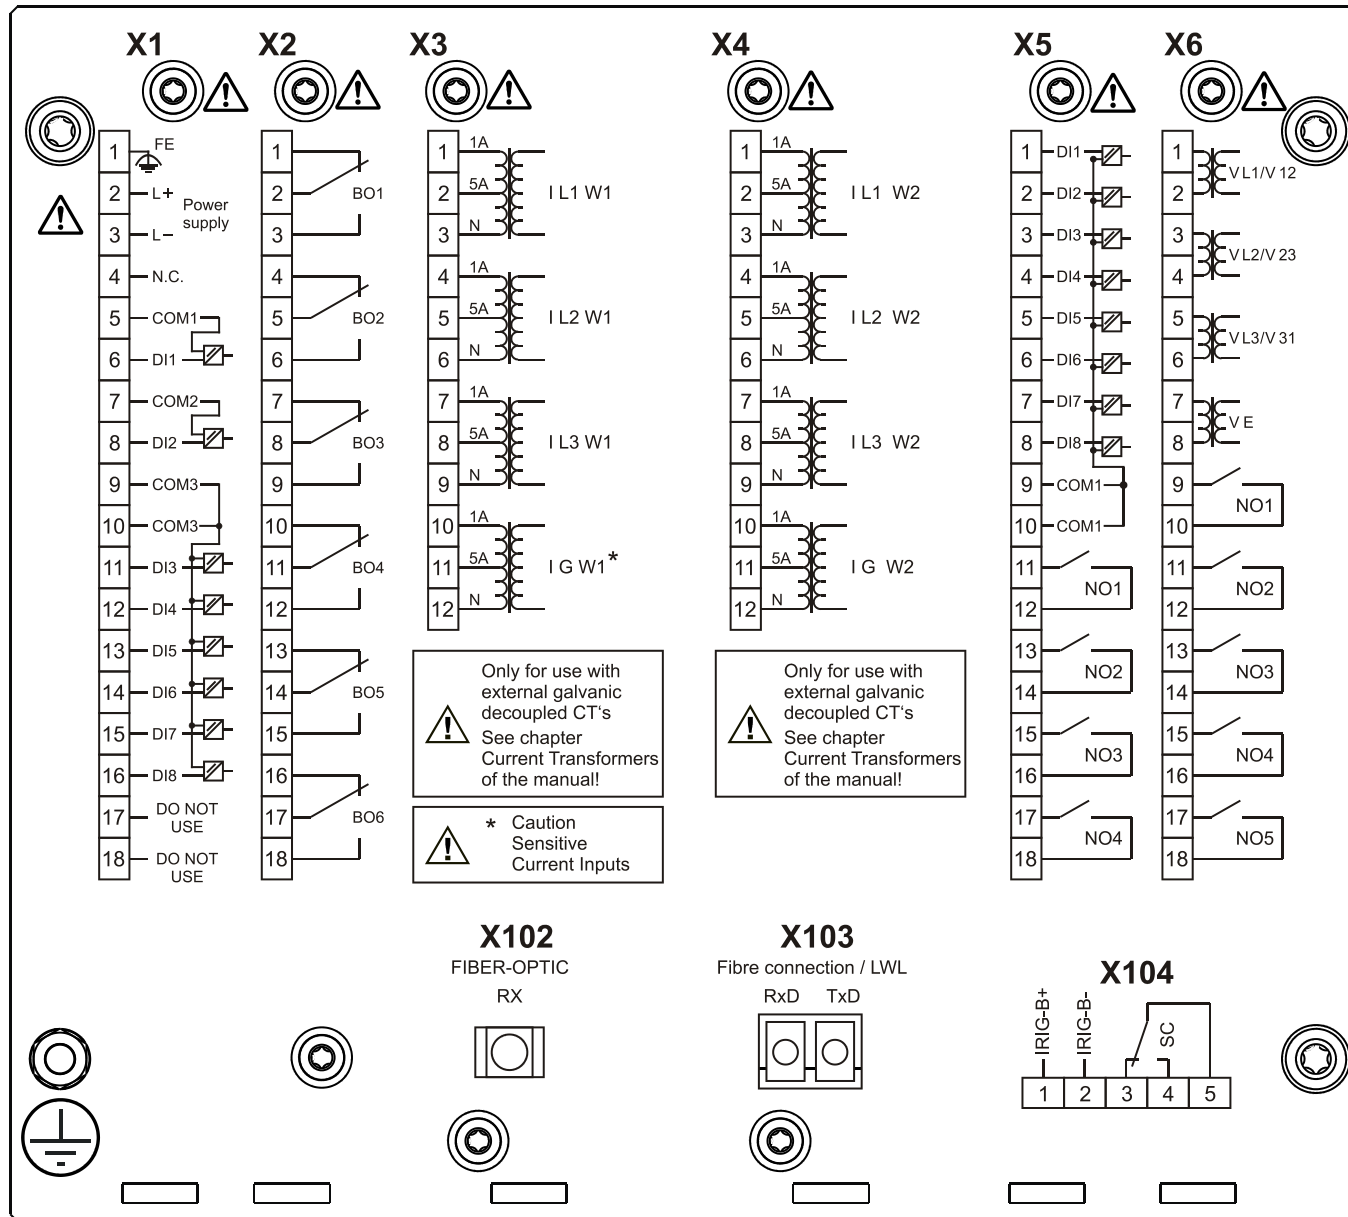 X1
1 FE
2 L+ Power
supply
3 L–
4 N.C.
5 COM1
6 DI1
7 COM2
8 DI2
9 COM3
10 COM3
11 DI3
12 DI4
13 DI5
14 DI6
15 DI7
16 DI8
17 DO NOT
USE
18 DO NOT
USE
X2
1
2 BO1
3
4
5 BO2
6
7
8 BO3
9
10
11 BO4
12
13
14 BO5
15
16
17 BO6
18
X3
1 1A
2 5A I L1 W1
3 N
4 1A
5 5A I L2 W1
6 N
7 1A
8 5A I L3 W1
9 N
10 1A
11 5A I G W1*
12 N
Only for use with
external galvanic
decoupled CT‘s
See chapter
Current Transformers
of the manual!
* Caution
Sensitive
Current Inputs
X4
1 1A
2 5A I L1 W2
3 N
4 1A
5 5A I L2 W2
6 N
7 1A
8 5A I L3 W2
9 N
10 1A
11 5A I G W2
12 N
Only for use with
external galvanic
decoupled CT‘s
See chapter
Current Transformers
of the manual!
X5
1 DI1
2 DI2
3 DI3
4 DI4
5 DI5
6 DI6
7 DI7
8 DI8
9 COM1
10 COM1
11
NO1
12
13
NO2
14
15
NO3
16
17
NO4
18
X6
1
VL1/V 12
2
3
VL2/V 23
4
5
VL3/V 31
6
7
V E
8
9
NO1
10
11
NO2
12
13
NO3
14
15
NO4
16
17
NO5
18
X102
FIBER-OPTIC
RX
X103
Fibre connection / LWL
RxD TxD
X104
IRIG-B+
IRIG-B-
SC
1 2 3 4 5